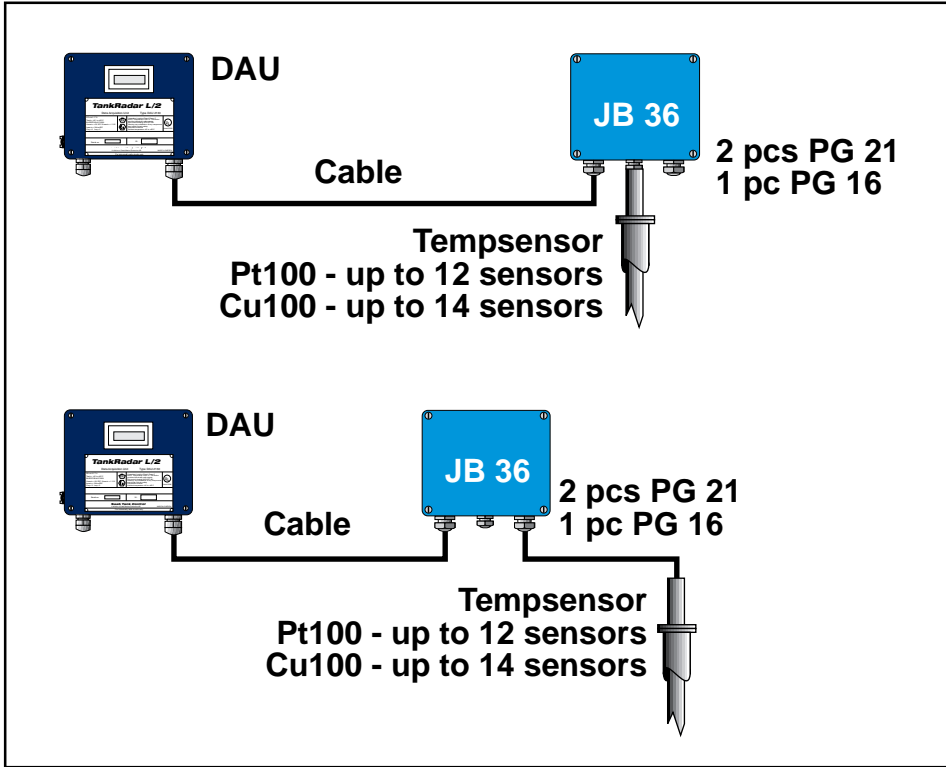 DAU
TankRadar L/2
JB 36
2 pcs PG 21
1 pc PG 16
Cable
Tempsensor
Pt100 - up to 12 sensors
Cu100 - up to 14 sensors
DAU
TankRadar L/2
JB 36
2 pcs PG 21
1 pc PG 16
Cable
Tempsensor
Pt100 - up to 12 sensors
Cu100 - up to 14 sensors